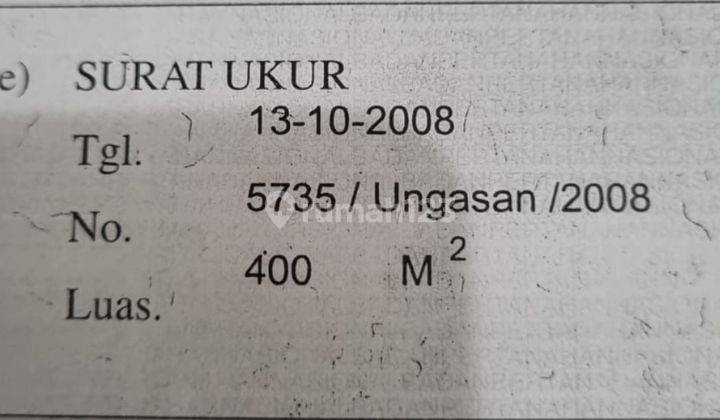 e) SURAT UKUR
Tgl: 13-10-2008
No. 5735 / Ungasan /2008
Luas. 400 M²